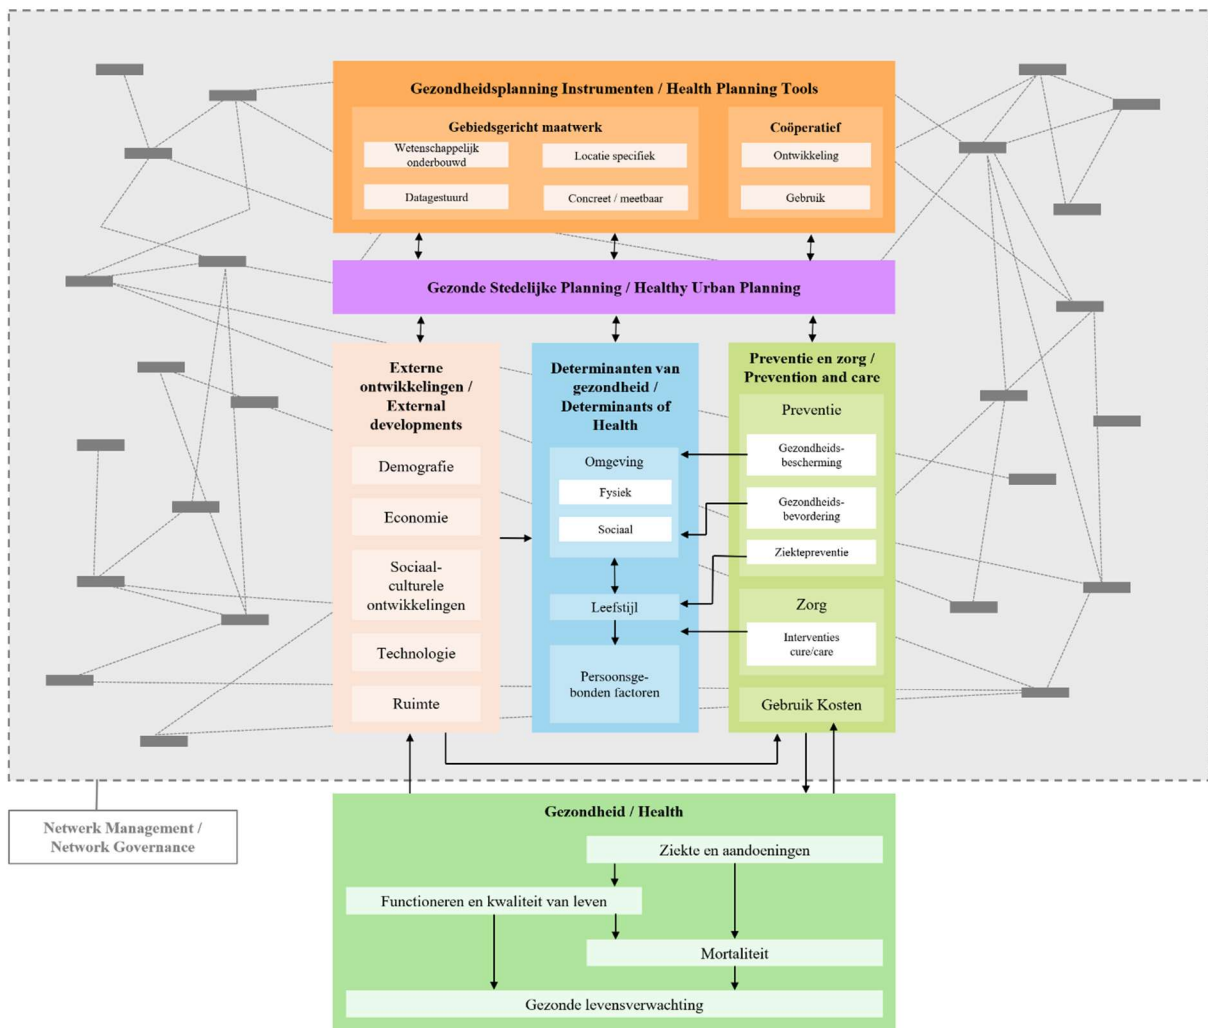 Gezondheidsplanning Instrumenten / Health Planning Tools
Gebiedsgericht maatwerk
Wetenschappelijk
onderbouwd
Locatie specifiek
Datagestuurd
Concreet / meetbaar
Coöperatief
Ontwikkeling
Gebruik
Gezonde Stedelijke Planning / Healthy Urban Planning
Externe
ontwikkelingen /
External
developments
Demografie
Economie
Sociaal-
culturele
ontwikkelingen
Technologie
Ruimte
Determinanten van
gezondheid /
Determinants of
Health
Omgeving
Fysiek
Sociaal
Leefstijl
Persoonsge-
bonden factoren
Preventie en zorg /
Prevention and care
Preventie
Gezondheids-
bescherming
Gezondheids-
bevordering
Ziektepreventie
Zorg
Interventies
cure/care
Gebruik Kosten
Netwerk Management /
Network Governance
Gezondheid / Health
Ziekte en aandoeningen
Functioneren en kwaliteit van leven
Mortaliteit
Gezonde levensverwachting